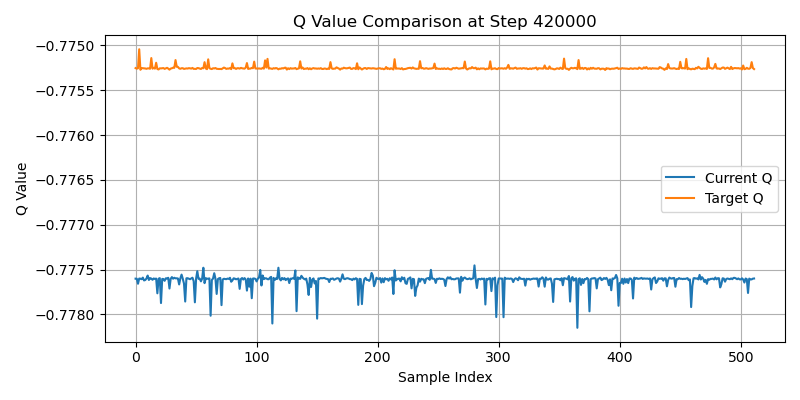 Q Value Comparison at Step 420000
−0.7750
−0.7755
−0.7760
−0.7765
−0.7770
−0.7775
−0.7780
Q Value
Current Q
Target Q
0 100 200 300 400 500
Sample Index